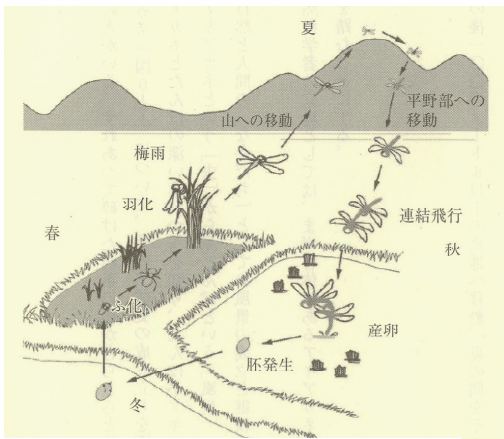 夏
山への移動
平野部への
移動
梅雨
羽化
連結飛行
春
秋
ふ化
産卵
胚発生
冬